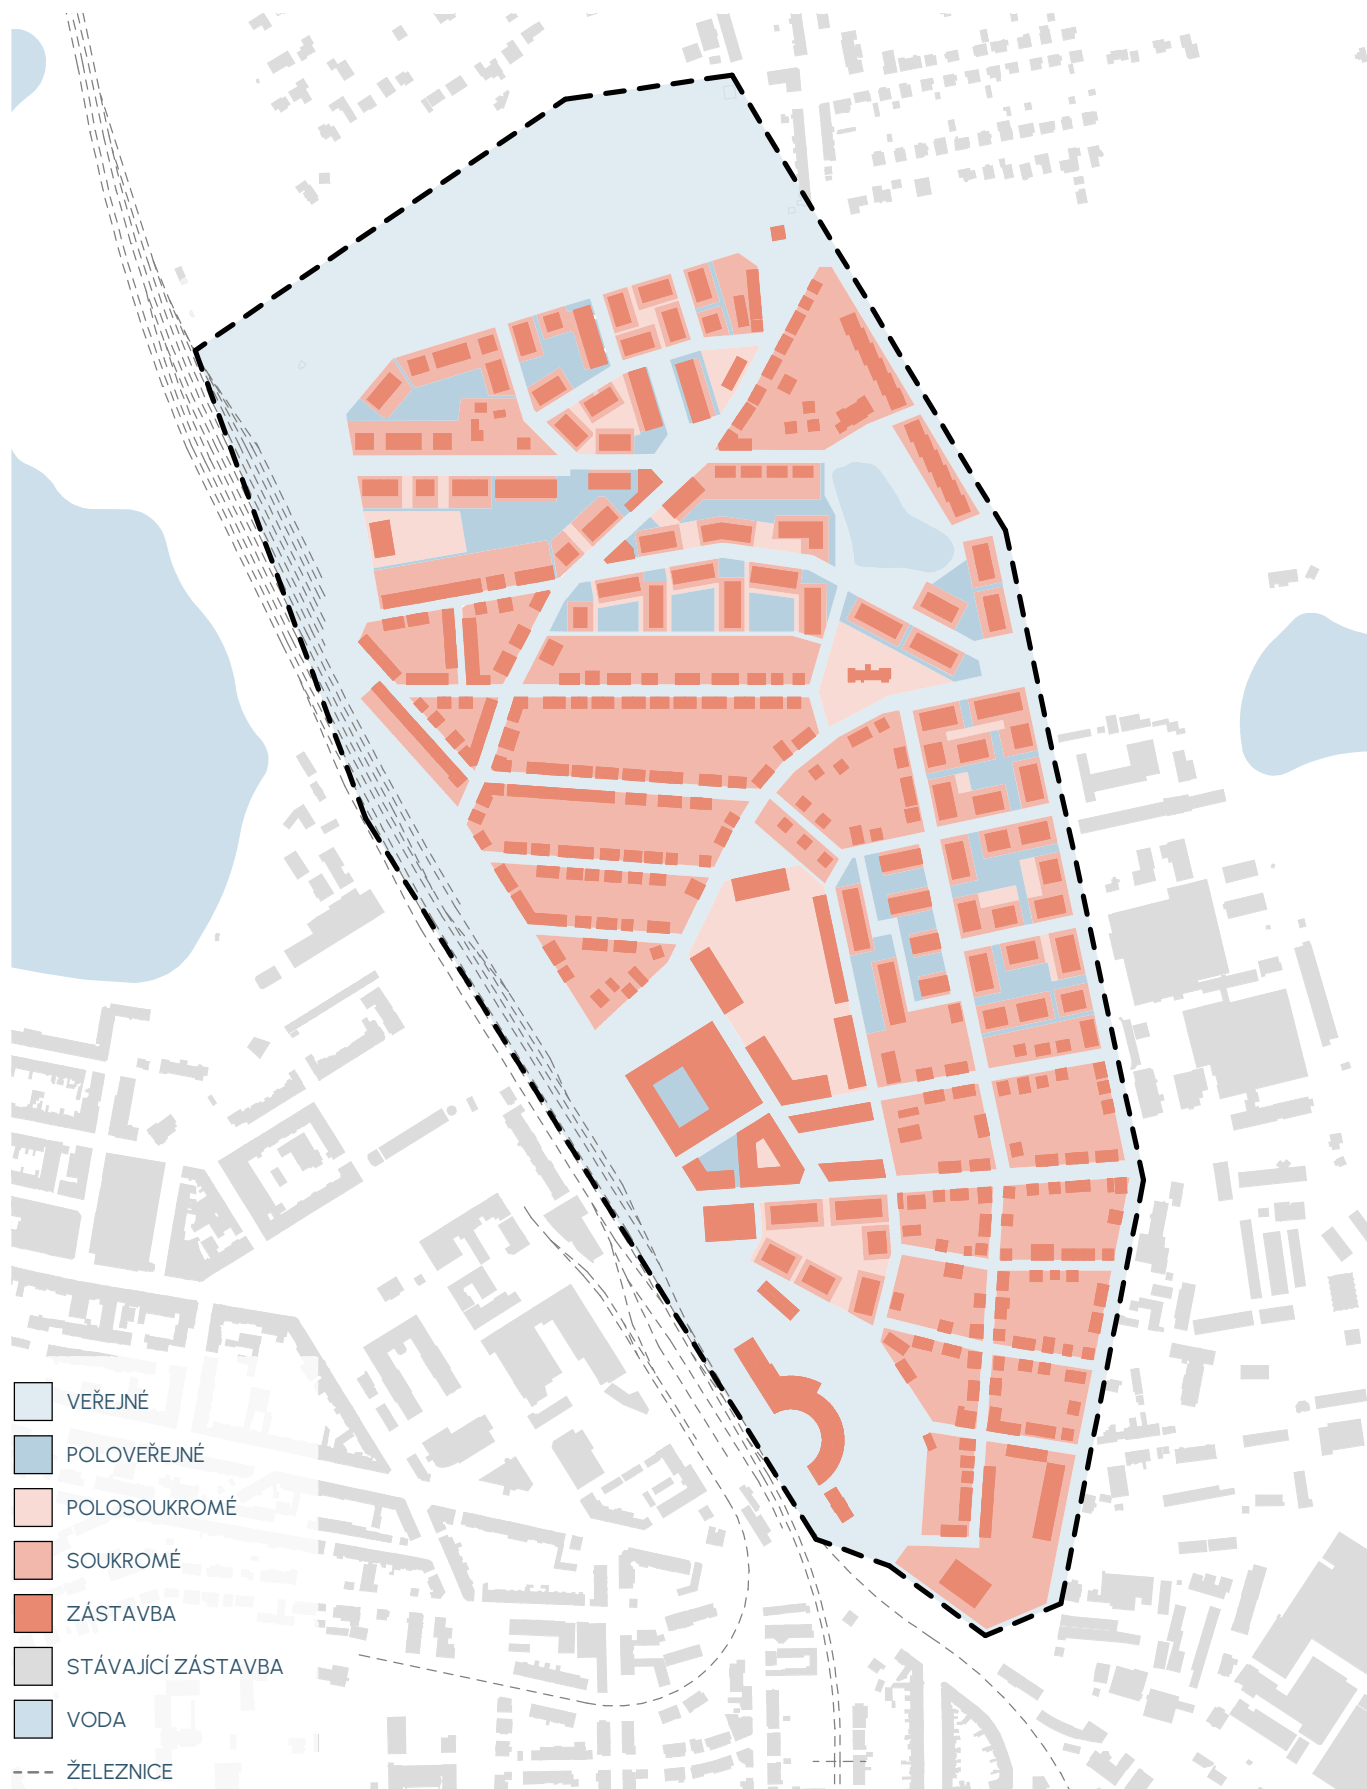 VEŘEJNÉ
POLOVEŘEJNÉ
POLOSOUKROMÉ
SOUKROMÉ
ZÁSTAVBA
STÁVAJÍCÍ ZÁSTAVBA
VODA
ŽELEZNICE